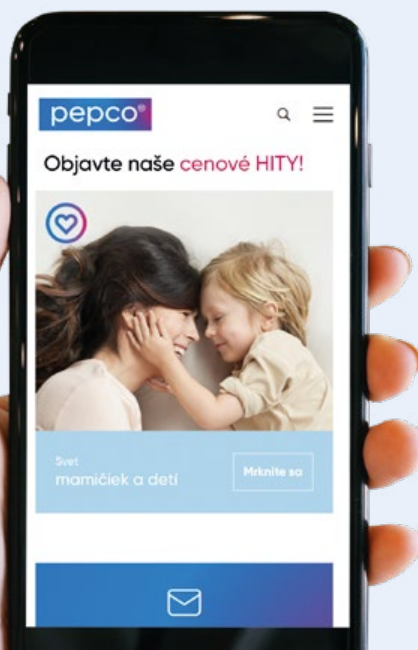 pepco®
Objavte naše cenové HITY!
Svet
mamičiek a detí
Mrknite sa